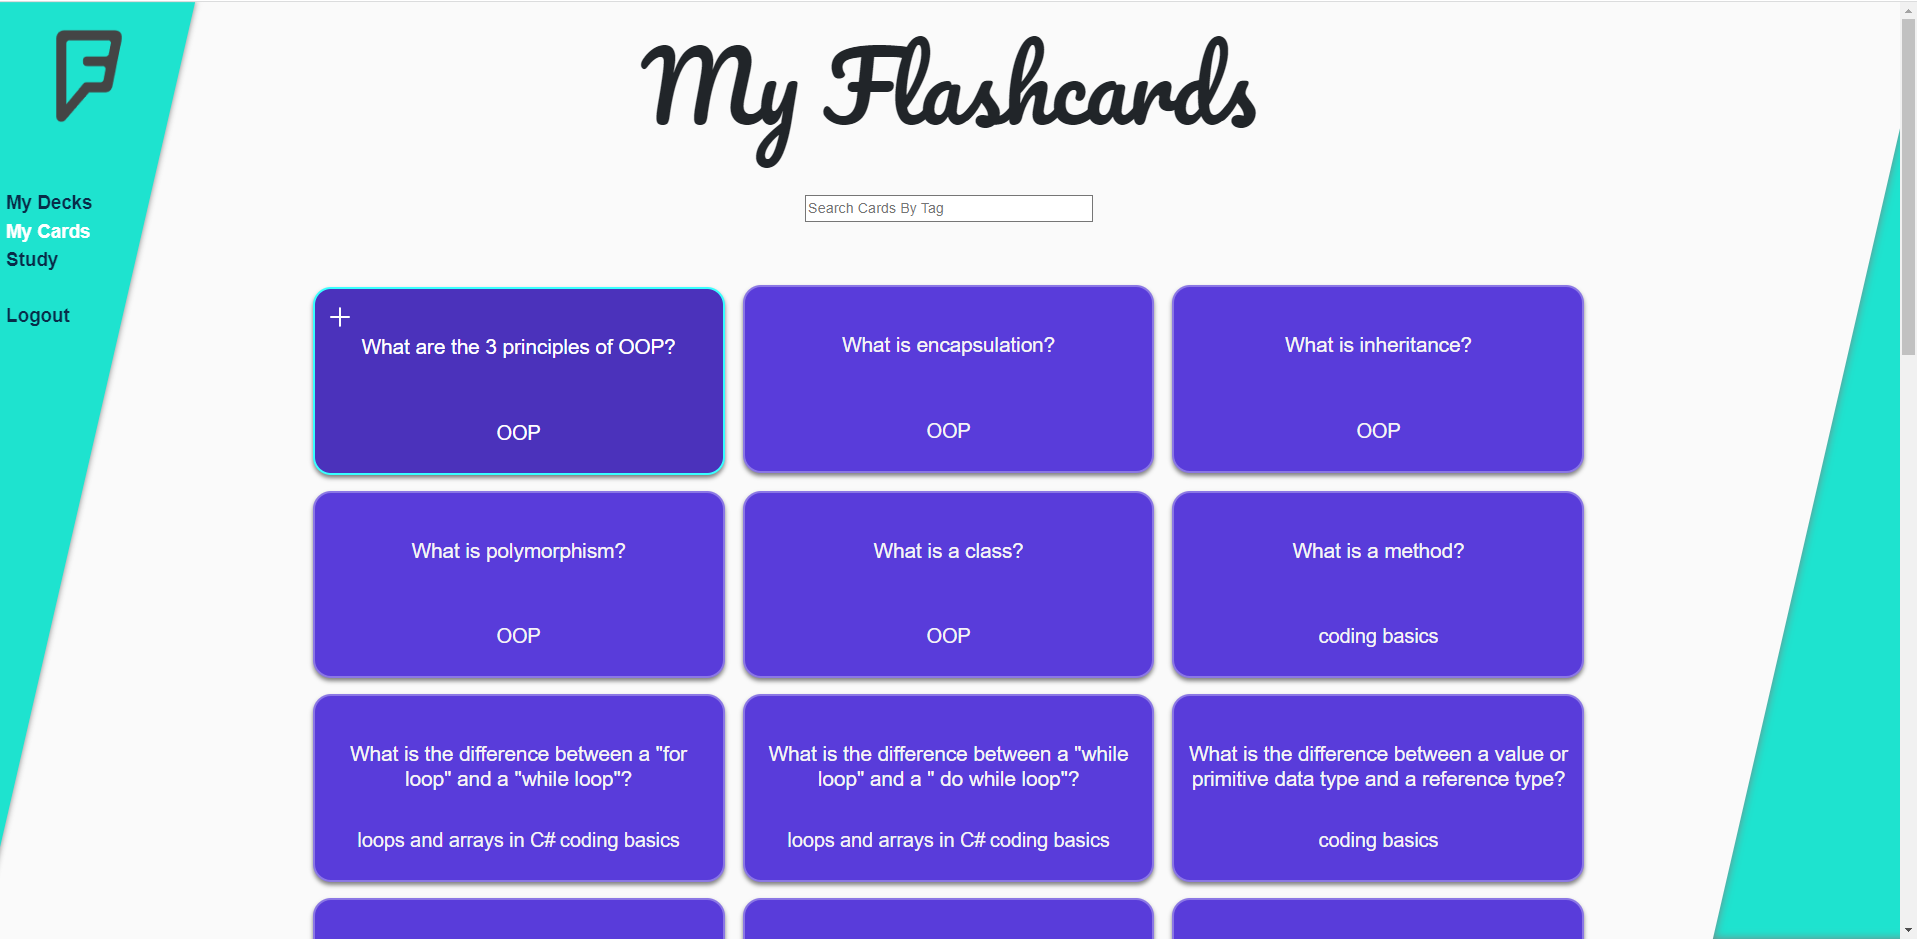 My Flashcards
My Decks
My Cards
Study
Logout
Search Cards By Tag
What are the 3 principles of OOP?
OOP
What is encapsulation?
OOP
What is inheritance?
OOP
What is polymorphism?
OOP
What is a class?
OOP
What is a method?
coding basics
What is the difference between a "for
loop" and a "while loop"?
loops and arrays in C# coding basics
What is the difference between a "while
loop" and a " do while loop"?
loops and arrays in C# coding basics
What is the difference between a value or
primitive data type and a reference type?
coding basics